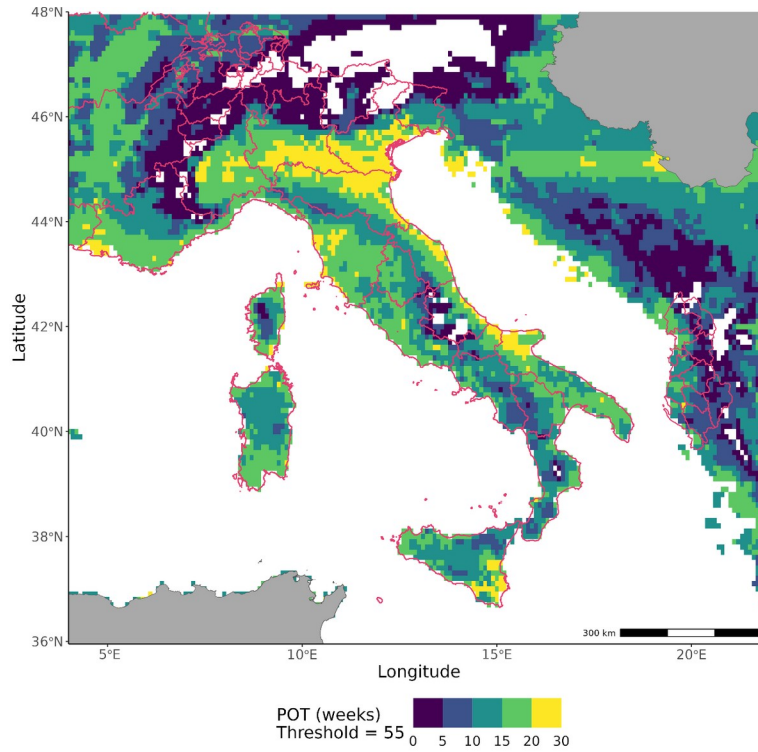 48°N
46°N
44°N
42°N
40°N
38°N
36°N
Latitude
300 km
5°E 10°E 15°E 20°E
Longitude
POT (weeks)
Threshold = 55
0 5 10 15 20 30